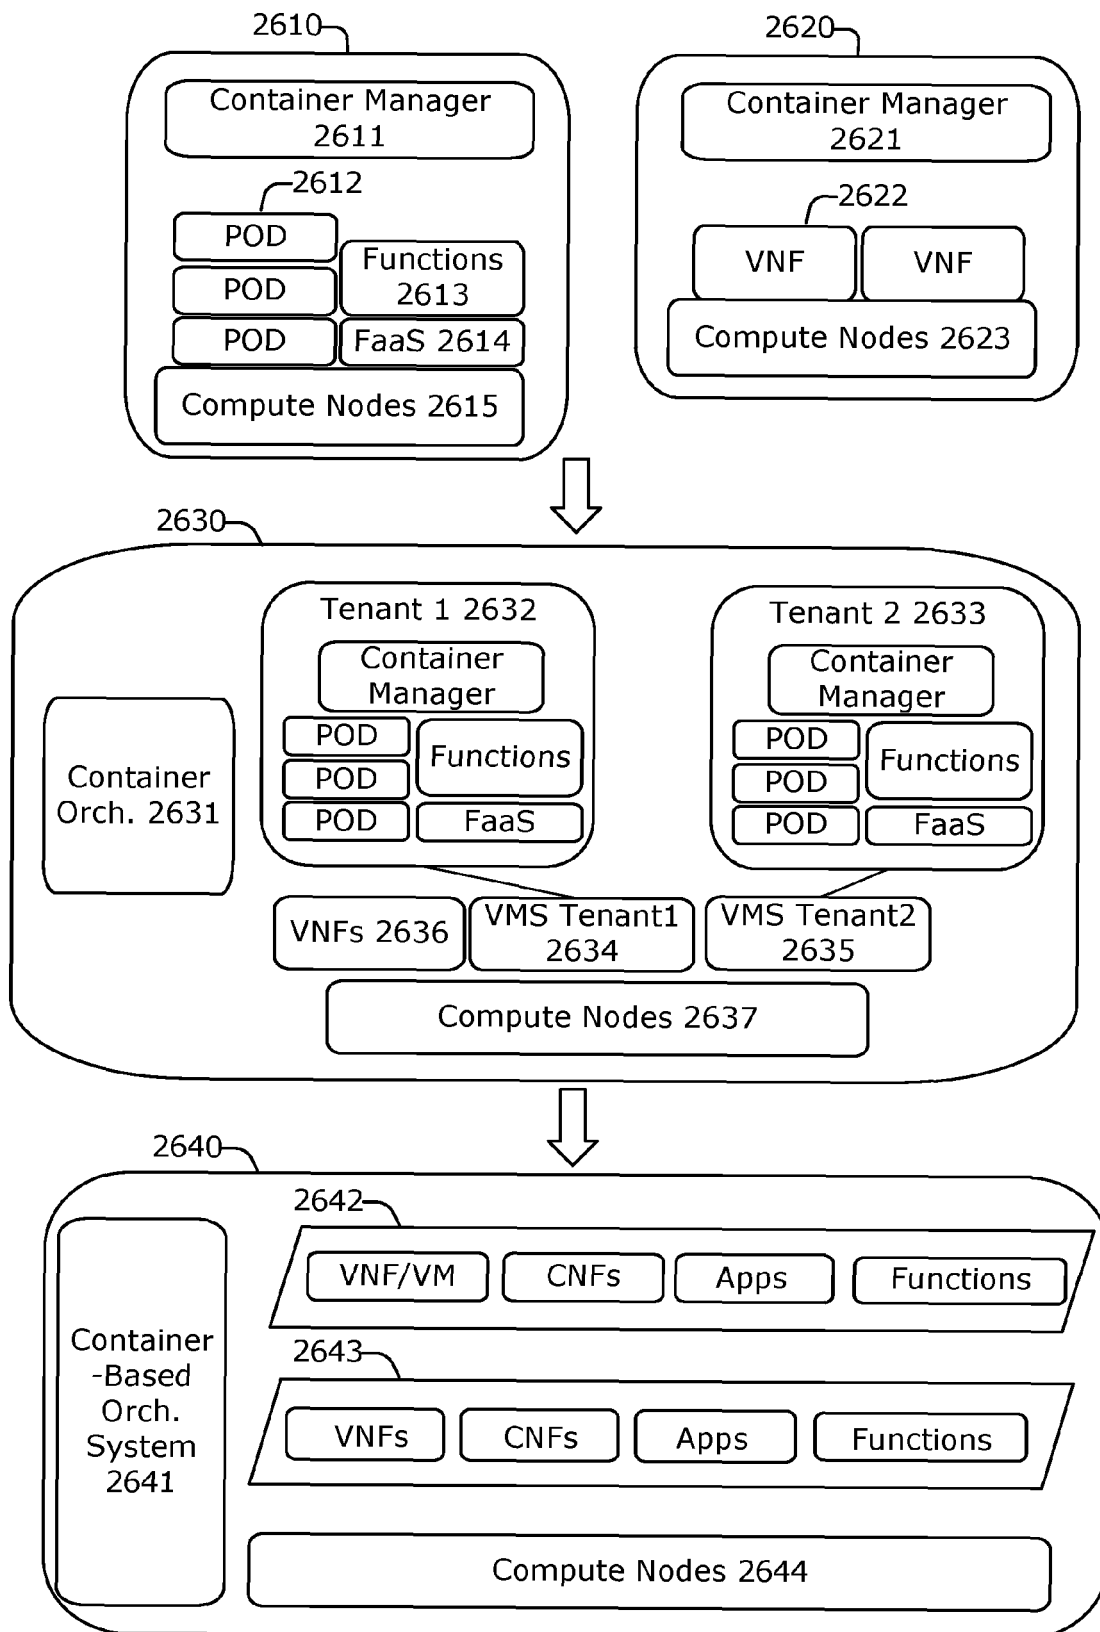 2610
Container Manager
2611
2612
POD
POD
POD
Functions
2613
FaaS 2614
Compute Nodes 2615
2620
Container Manager
2621
2622
VNF
VNF
Compute Nodes 2623
2630
Container
Orch. 2631
Tenant 1 2632
Container
Manager
POD
POD
POD
Functions
FaaS
Tenant 2 2633
Container
Manager
POD
POD
POD
Functions
FaaS
VNFs 2636
VMS Tenant1
2634
VMS Tenant2
2635
Compute Nodes 2637
2640
Container
-Based
Orch.
System
2641
2642
VNF/VM
CNFs
Apps
Functions
2643
VNFs
CNFs
Apps
Functions
Compute Nodes 2644